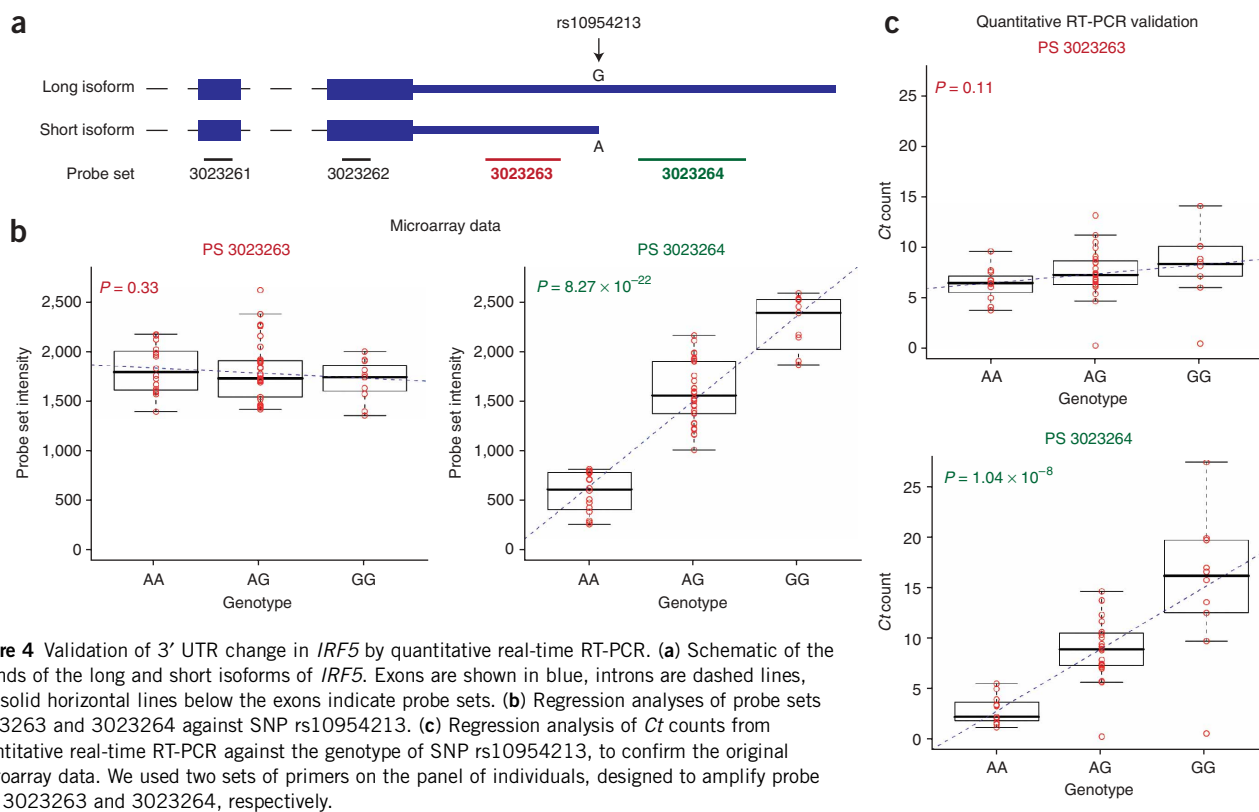 a
rs10954213
G
Long isoform
Short isoform
A
Probe set
3023261
3023262
3023263
3023264
b
Microarray data
PS 3023263
P = 0.33
2,500
2,000
1,500
1,000
500
0
Probe set intensity
AA
AG
GG
Genotype
PS 3023264
P = 8.27 × 10−22
2,500
2,000
1,500
1,000
500
0
Probe set intensity
AA
AG
GG
Genotype
c
Quantitative RT-PCR validation
PS 3023263
P = 0.11
25
20
15
10
5
0
Ct count
AA
AG
GG
Genotype
PS 3023264
P = 1.04 × 10−8
25
20
15
10
5
0
Ct count
AA
AG
GG
Genotype
re 4 Validation of 3′ UTR change in IRF5 by quantitative real-time RT-PCR. (a) Schematic of the
nds of the long and short isoforms of IRF5. Exons are shown in blue, introns are dashed lines,
solid horizontal lines below the exons indicate probe sets. (b) Regression analyses of probe sets
3263 and 3023264 against SNP rs10954213. (c) Regression analysis of Ct counts from
ntitative real-time RT-PCR against the genotype of SNP rs10954213, to confirm the original
roarray data. We used two sets of primers on the panel of individuals, designed to amplify probe
3023263 and 3023264, respectively.